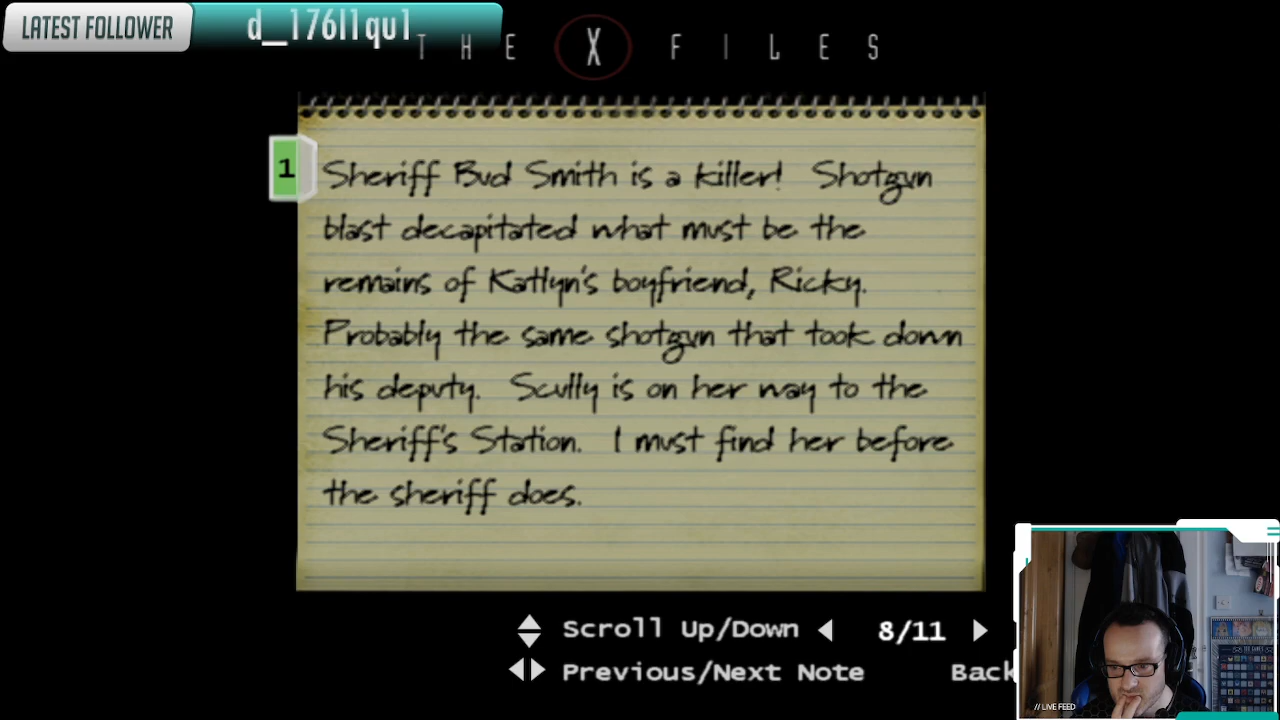 LATEST FOLLOWER
d_176l1qu1
THE X FILES
1
Sheriff Bud Smith is a killer! Shotgun
blast decapitated what must be the
remains of Katlyn's boyfriend, Ricky.
Probably the same shotgun that took down
his deputy. Scully is on her way to the
Sheriff's Station. I must find her before
the sheriff does.
Scroll Up/Down
8/11
Previous/Next Note
Back
// LIVE FEED